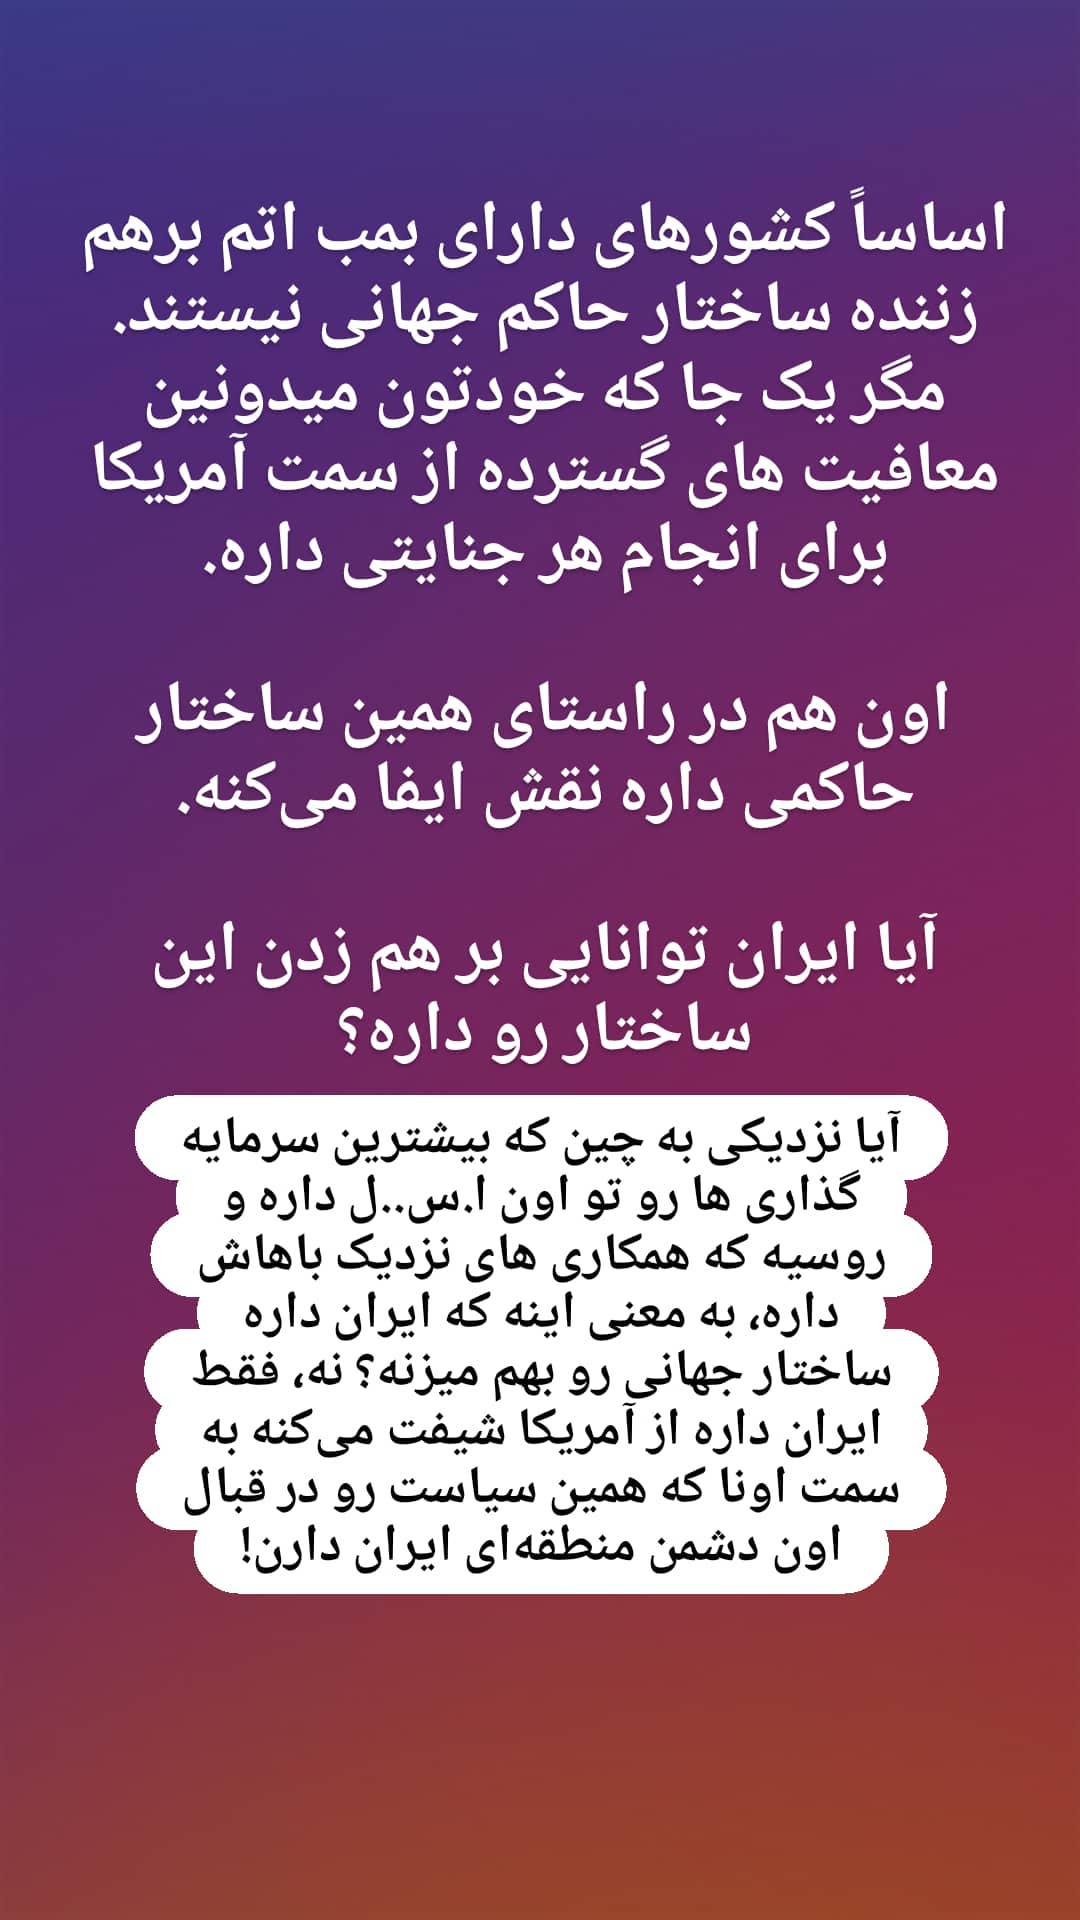 اساساً کشورهای دارای بمب اتم برهم
زننده ساختار حاکم جهانی نیستند.
مگر یک جا که خودتون میدونین
معافیت های گسترده از سمت آمریکا
برای انجام هر جنایتی داره.
اون هم در راستای همین ساختار
حاکمی داره نقش ایفا می‌کنه.
آیا ایران توانایی بر هم زدن این
ساختار رو داره؟
آیا نزدیکی به چین که بیشترین سرمایه
گذاری ها رو تو اون ا.س..ل داره و
روسیه که همکاری های نزدیک باهاش
داره، به معنی اینه که ایران داره
ساختار جهانی رو بهم میزنه؟ نه، فقط
ایران داره از آمریکا شیفت می‌کنه به
سمت اونا که همین سیاست رو در قبال
اون دشمن منطقه‌ای ایران دارن!